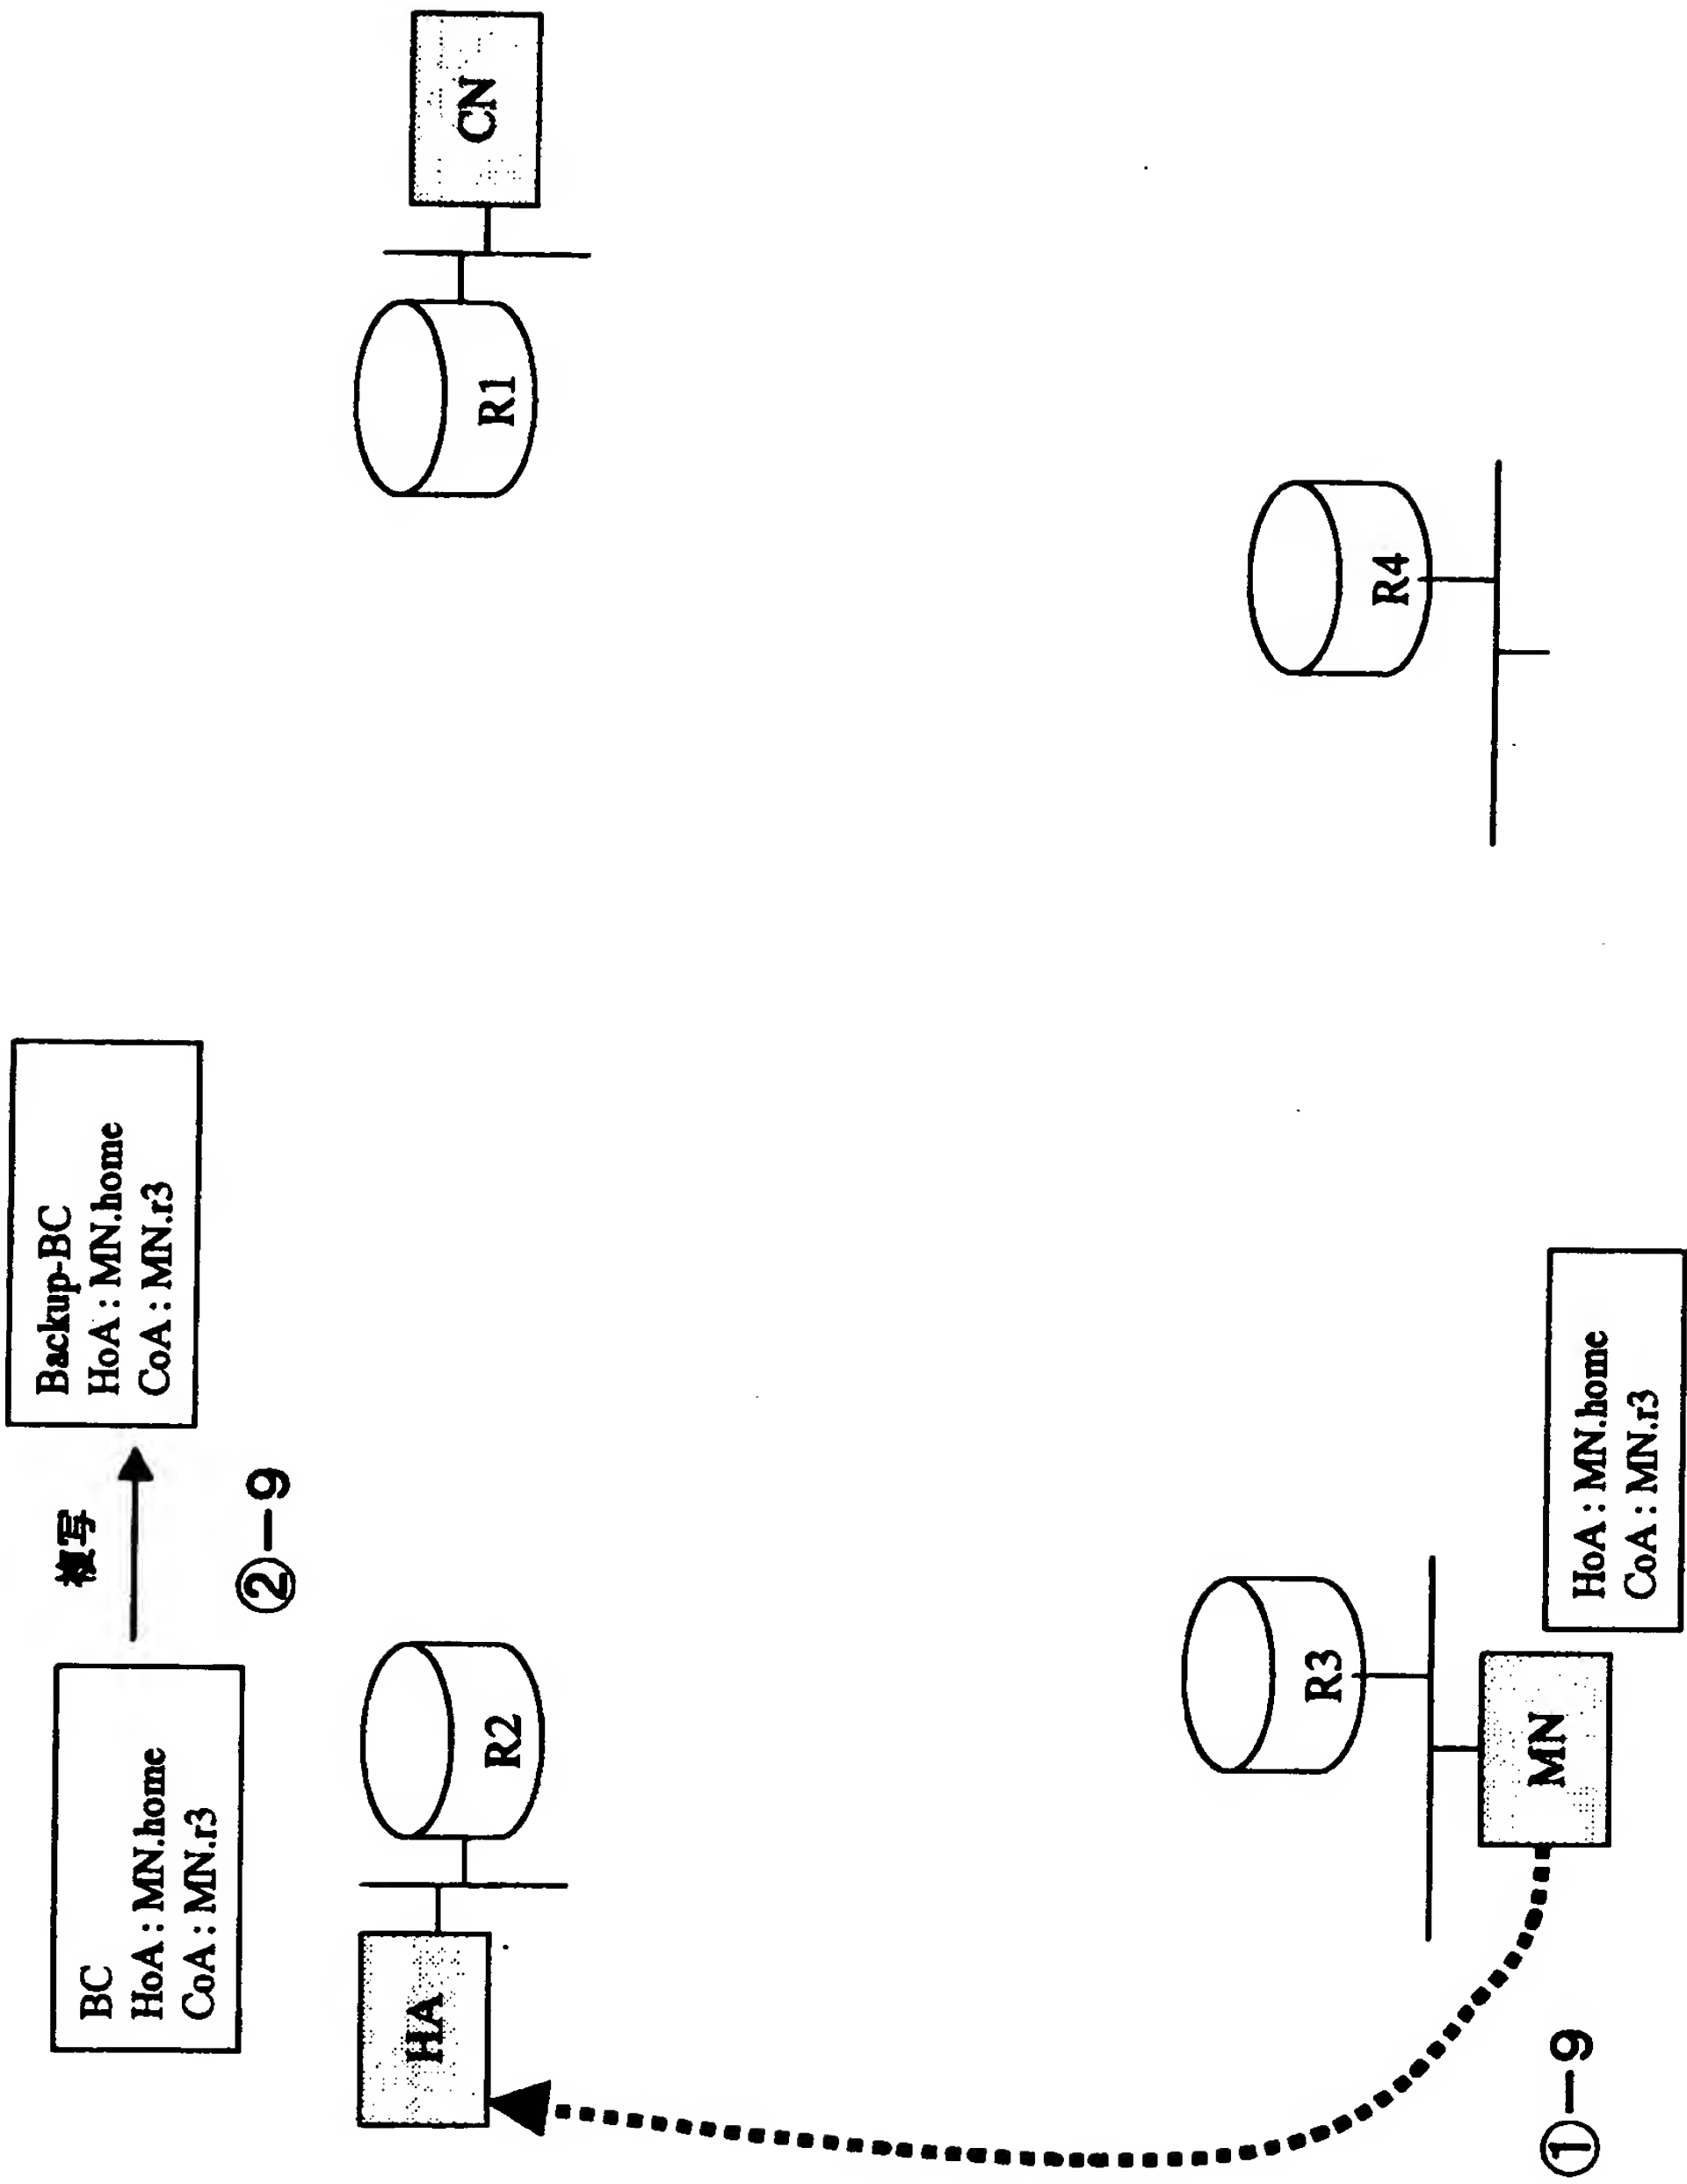 BC
HoA : MN.home
CoA : MN.r3
複写
②−9
Backup-BC
HoA : MN.home
CoA : MN.r3
HA
R2
R1
CN
R3
R4
MN
HoA : MN.home
CoA : MN.r3
①−9